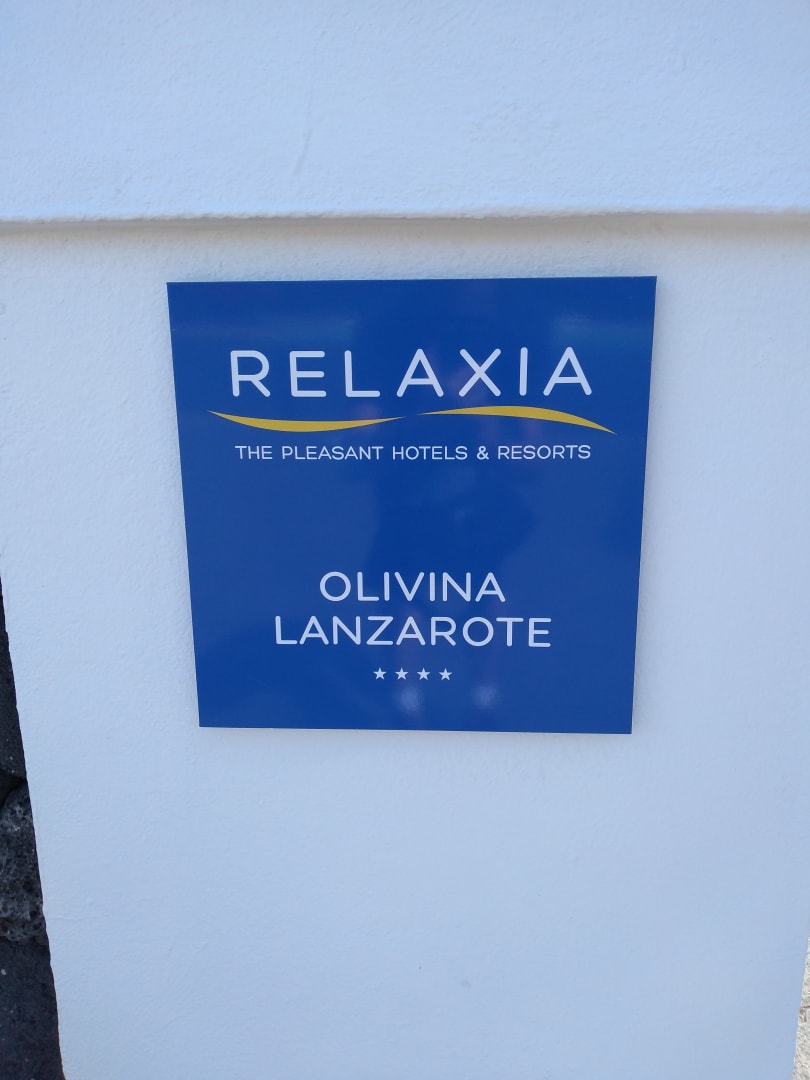 RELAXIA
THE PLEASANT HOTELS & RESORTS
OLIVINA
LANZAROTE
★★★★